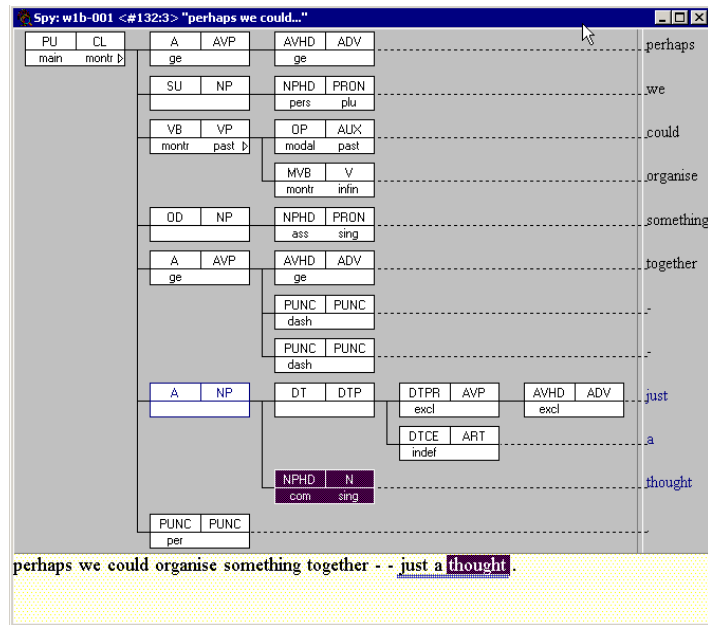 Spy: w1b-001 <#132:3> "perhaps we could..."
PU CL A AVP AVHD ADV perhaps
main montr ge ge
SU NP NPHD PRON we
pers plu
VB VP OP AUX could
montr past modal past
MVB V organise
montr infin
OD NP NPHD PRON something
ass sing
A AVP AVHD ADV together
ge ge
PUNC PUNC -
dash
PUNC PUNC -
dash
A NP DT DTP DTPR AVP AVHD ADV just
excl excl
DTCE ART a
indef
NPHD N thought
com sing
PUNC PUNC .
per
perhaps we could organise something together - - just a thought .